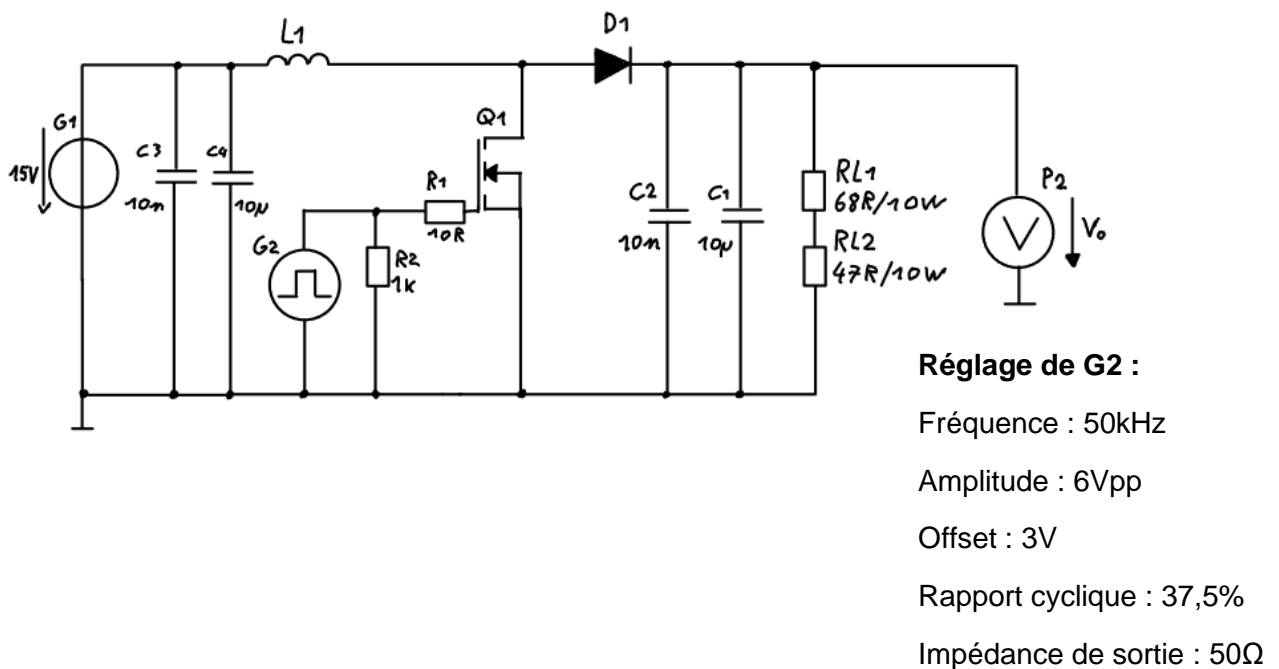 L1
D1
G1
15V
C3
10n
C4
10µ
Q1
R1
10R
G2
R2
1k
C2
10n
C1
10µ
RL1
68R/10W
RL2
47R/10W
P2
V
Vo
Réglage de G2 :
Fréquence : 50kHz
Amplitude : 6Vpp
Offset : 3V
Rapport cyclique : 37,5%
Impédance de sortie : 50Ω